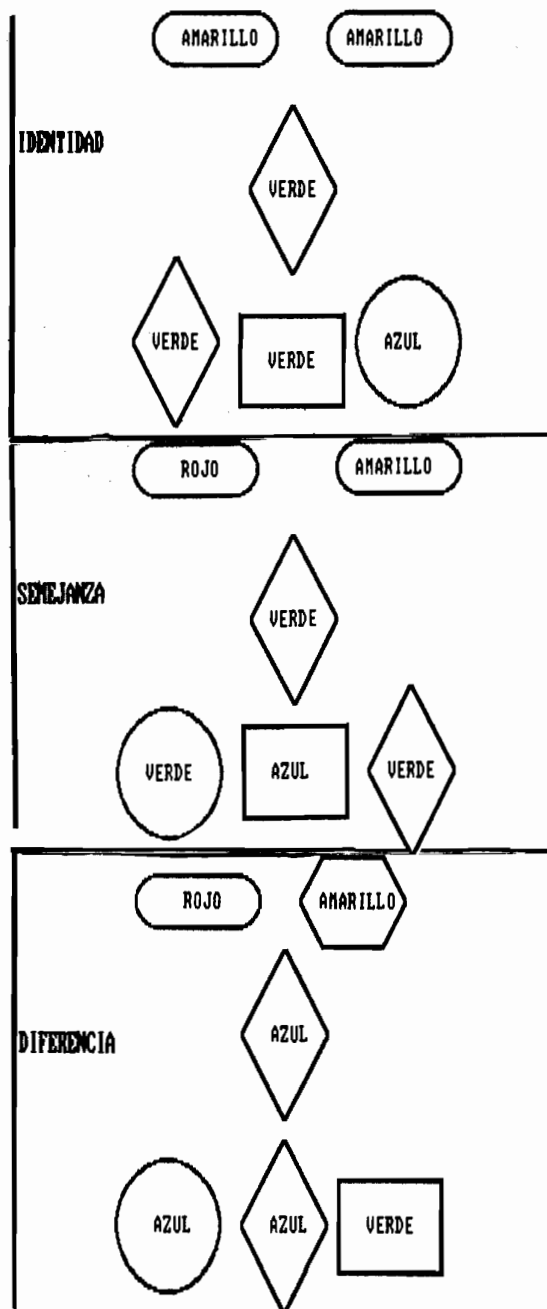 AMARILLO AMARILLO
IDENTIDAD
VERDE
VERDE VERDE AZUL
ROJO AMARILLO
SEMEJANZA
VERDE
VERDE AZUL VERDE
ROJO AMARILLO
DIFERENCIA
AZUL
AZUL AZUL VERDE